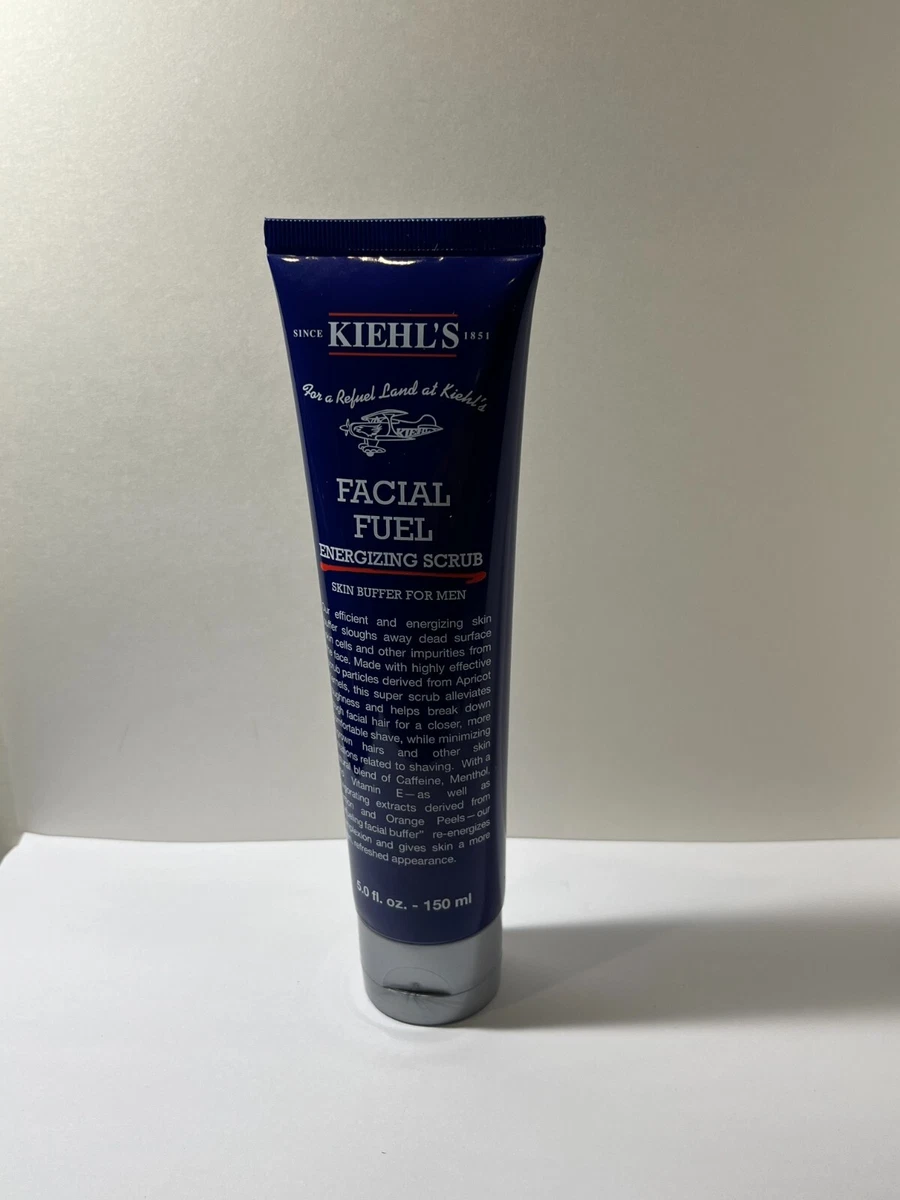 SINCE KIEHL'S 1851
For a Refuel Land at Kiehl's
KIEHL'S
FACIAL
FUEL
ENERGIZING SCRUB
SKIN BUFFER FOR MEN
efficient and energizing skin
sloughs away dead surface
cells and other impurities from
face. Made with highly effective
particles derived from Apricot
this super scrub alleviates
and helps break down
facial hair for a closer, more
shave, while minimizing
hairs and other skin
related to shaving. With a
blend of Caffeine, Menthol,
Vitamin E—as well as
extracts derived from
and Orange Peels—our
facial buffer" re-energizes
and gives skin a more
refreshed appearance.
5.0 fl. oz. - 150 ml